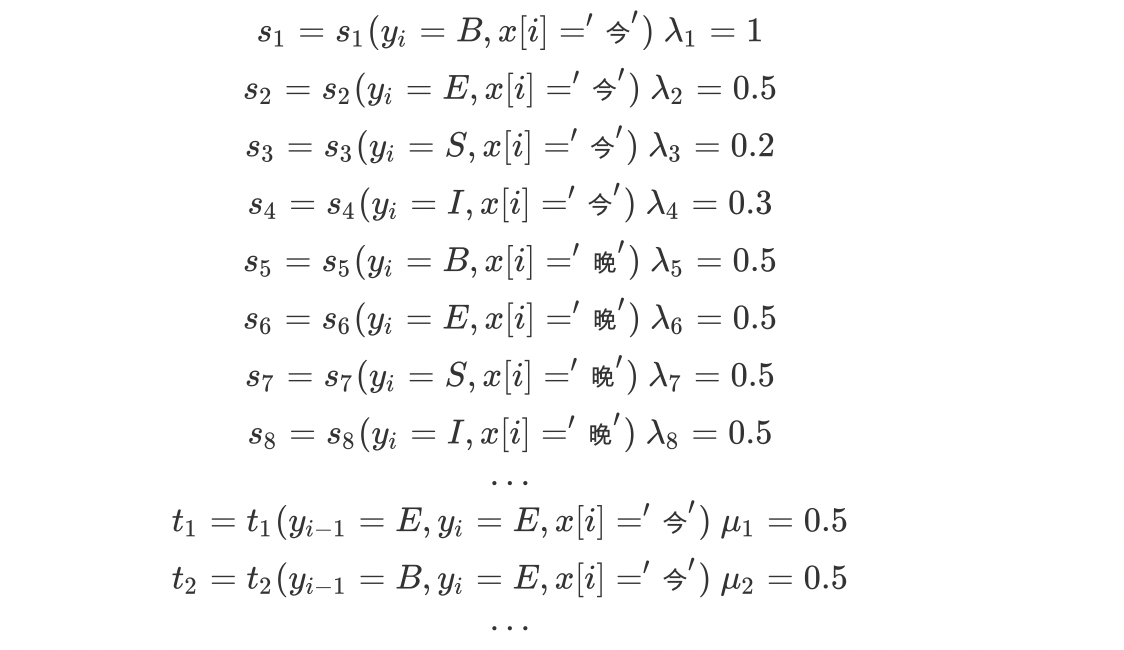 s₁ = s₁(yᵢ = B, x[i] =′ 今′) λ₁ = 1
s₂ = s₂(yᵢ = E, x[i] =′ 今′) λ₂ = 0.5
s₃ = s₃(yᵢ = S, x[i] =′ 今′) λ₃ = 0.2
s₄ = s₄(yᵢ = I, x[i] =′ 今′) λ₄ = 0.3
s₅ = s₅(yᵢ = B, x[i] =′ 晚′) λ₅ = 0.5
s₆ = s₆(yᵢ = E, x[i] =′ 晚′) λ₆ = 0.5
s₇ = s₇(yᵢ = S, x[i] =′ 晚′) λ₇ = 0.5
s₈ = s₈(yᵢ = I, x[i] =′ 晚′) λ₈ = 0.5
...
t₁ = t₁(yᵢ₋₁ = E, yᵢ = E, x[i] =′ 今′) μ₁ = 0.5
t₂ = t₂(yᵢ₋₁ = B, yᵢ = E, x[i] =′ 今′) μ₂ = 0.5
...